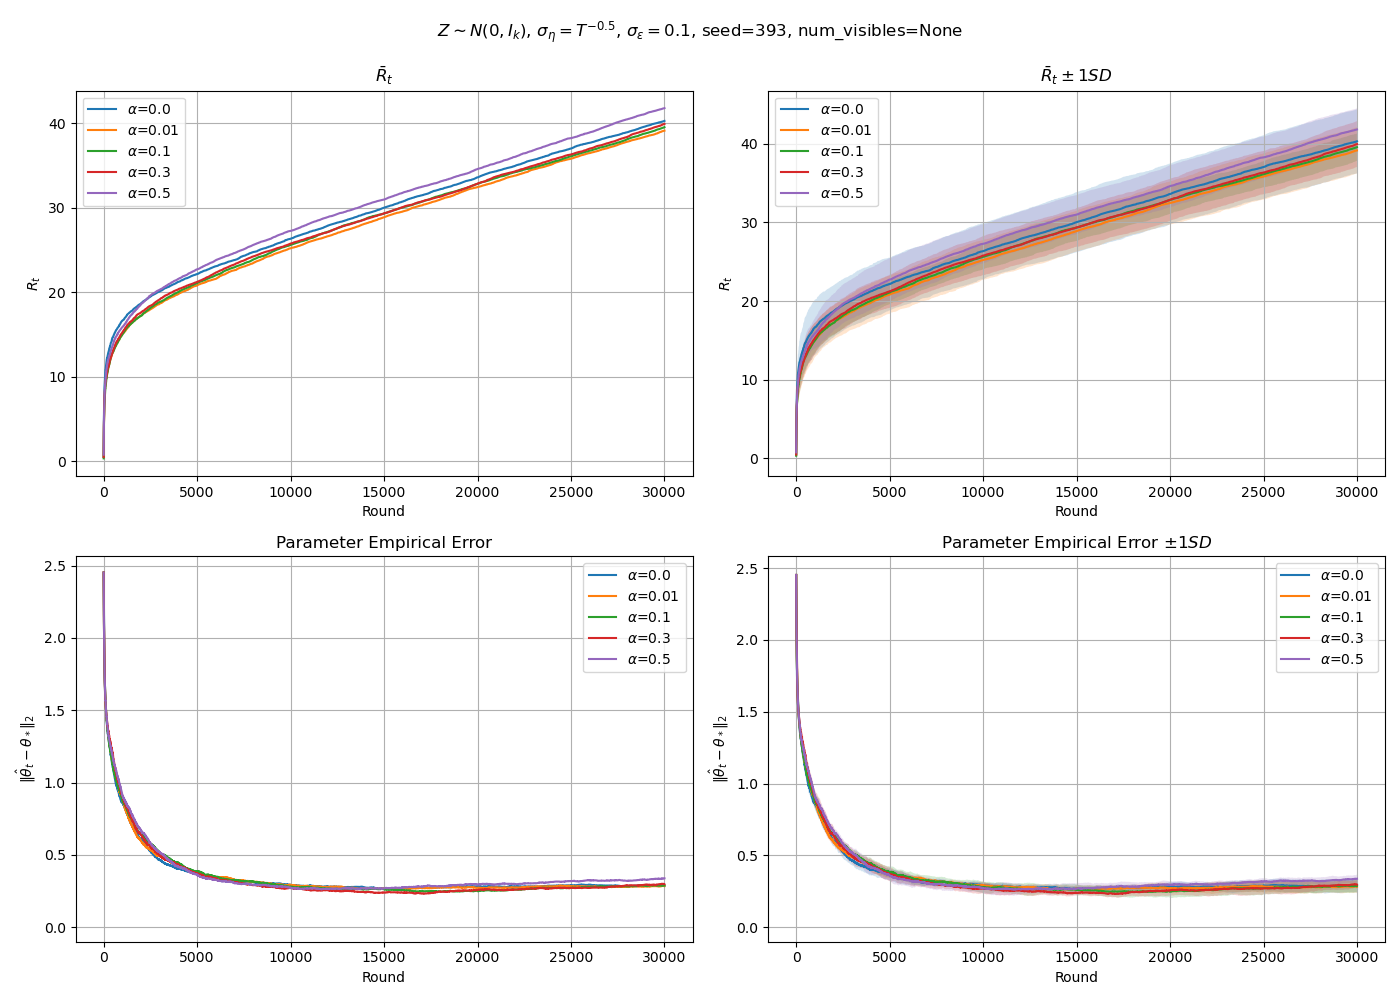 Z ∼ N(0, I_k), σ_η = T^{−0.5}, σ_ε = 0.1, seed=393, num_visibles=None
R̄_t
R_t
40
30
20
10
0
α=0.0
α=0.01
α=0.1
α=0.3
α=0.5
0 5000 10000 15000 20000 25000 30000
Round
R̄_t ± 1SD
R_t
40
30
20
10
0
α=0.0
α=0.01
α=0.1
α=0.3
α=0.5
0 5000 10000 15000 20000 25000 30000
Round
Parameter Empirical Error
‖θ̂_t − θ_*‖_2
2.5
2.0
1.5
1.0
0.5
0.0
α=0.0
α=0.01
α=0.1
α=0.3
α=0.5
0 5000 10000 15000 20000 25000 30000
Round
Parameter Empirical Error ±1SD
‖θ̂_t − θ_*‖_2
2.5
2.0
1.5
1.0
0.5
0.0
α=0.0
α=0.01
α=0.1
α=0.3
α=0.5
0 5000 10000 15000 20000 25000 30000
Round